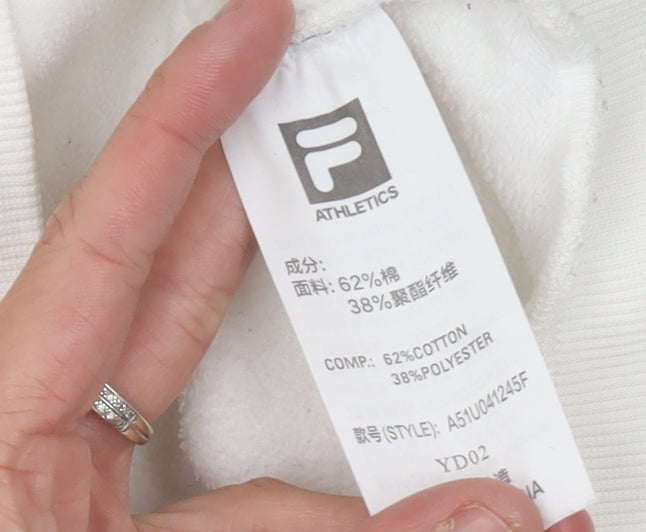 F
ATHLETICS
成分:
面料: 62%棉
38%聚酯纤维
COMP.: 62%COTTON
38%POLYESTER
款号(STYLE): A51U041245F
YD02